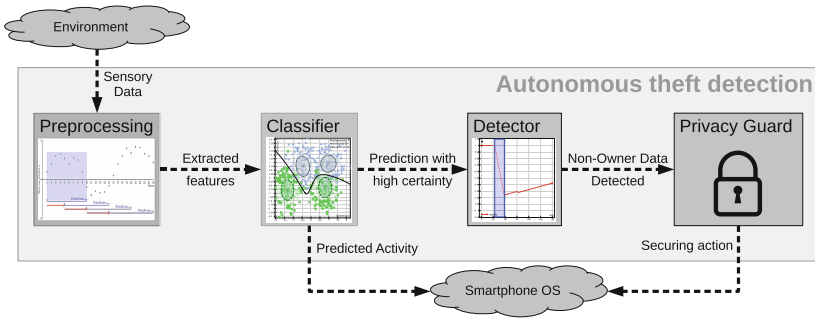 Environment
Sensory
Data
Autonomous theft detection
Preprocessing
Extracted
features
Classifier
Prediction with
high certainty
Detector
Non-Owner Data
Detected
Privacy Guard
Predicted Activity
Securing action
Smartphone OS